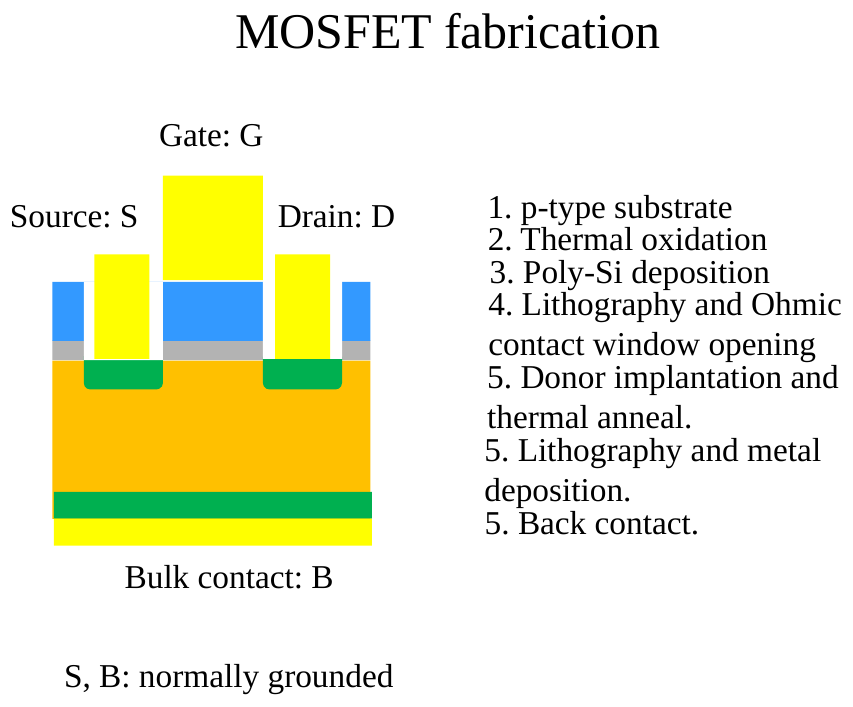 MOSFET fabrication
Gate: G
Source: S
Drain: D
1. p-type substrate
2. Thermal oxidation
3. Poly-Si deposition
4. Lithography and Ohmic
contact window opening
5. Donor implantation and
thermal anneal.
5. Lithography and metal
deposition.
5. Back contact.
Bulk contact: B
S, B: normally grounded